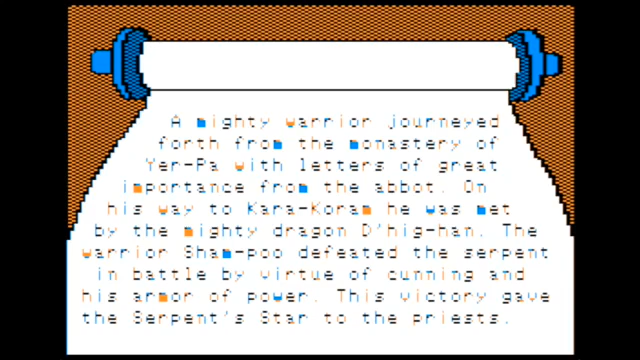 A mighty warrior journeyed
forth from the monastery of
Yer-Pa with letters of great
importance from the abbot. On
his way to Kara-Koram he was met
by the mighty dragon D'hig-han. The
warrior Sham-poo defeated the serpent
in battle by virtue of cunning and
his armor of power. This victory gave
the Serpent's Star to the priests.